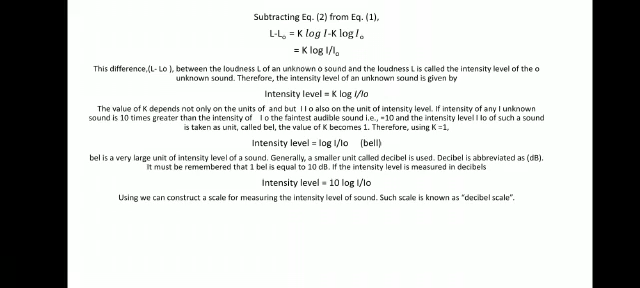 Subtracting Eq. (2) from Eq. (1),
L-Lo = K log I-K log Io
= K log I/Io
This difference,(L- Lo ), between the loudness L of an unknown o sound and the loudness L is called the intensity level of the o
unknown sound. Therefore, the intensity level of an unknown sound is given by
Intensity level = K log I/Io
The value of K depends not only on the units of and but I I o also on the unit of intensity level. If intensity of any I unknown
sound is 10 times greater than the intensity of I o the faintest audible sound i.e., =10 and the intensity level I Io of such a sound
is taken as unit, called bel, the value of K becomes 1. Therefore, using K =1,
Intensity level = log I/Io (bell)
bel is a very large unit of intensity level of a sound. Generally, a smaller unit called decibel is used. Decibel is abbreviated as (dB).
It must be remembered that 1 bel is equal to 10 dB. If the intensity level is measured in decibels
Intensity level = 10 log I/Io
Using we can construct a scale for measuring the intensity level of sound. Such scale is known as "decibel scale".